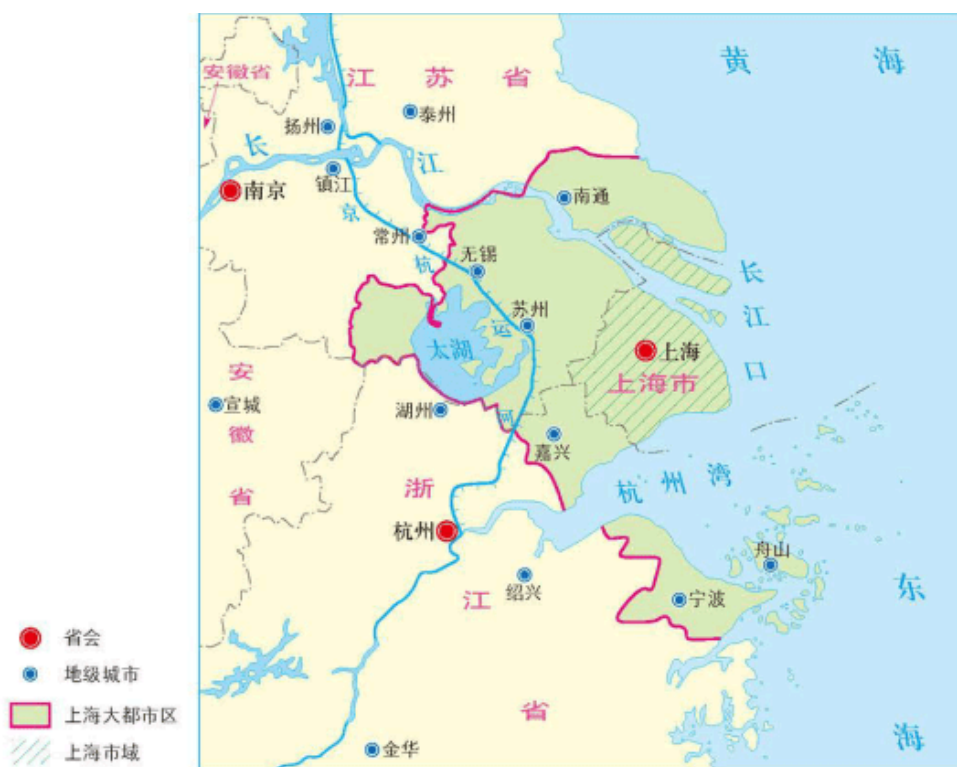 黄海
江苏省
安徽省
泰州
扬州
长江
镇江
南京
南通
京杭运河
常州
无锡
苏州
长江口
太湖
上海
上海市
安徽省
宣城
湖州
嘉兴
杭州湾
浙江省
杭州
舟山
绍兴
宁波
东海
金华
省会
地级城市
上海大都市区
上海市域